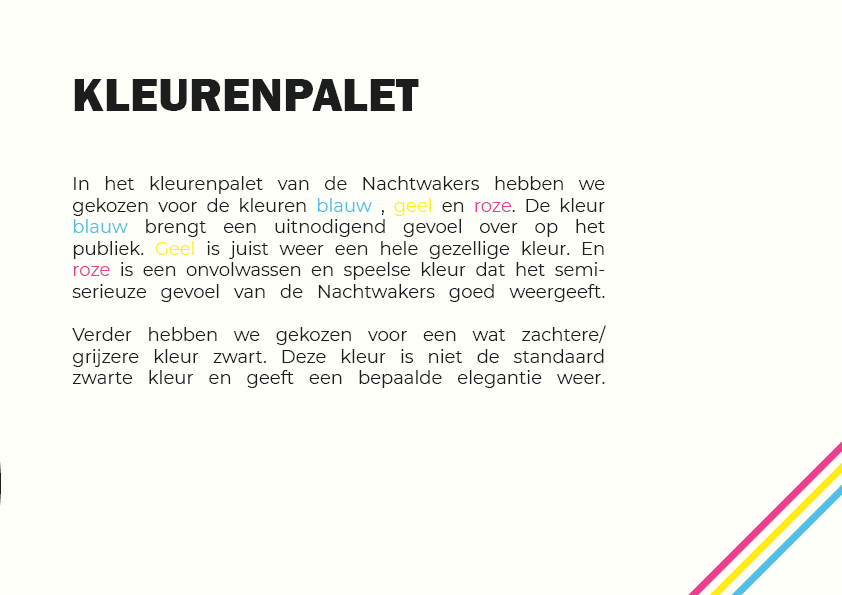 KLEURENPALET
In het kleurenpalet van de Nachtwakers hebben we
gekozen voor de kleuren blauw , geel en roze. De kleur
blauw brengt een uitnodigend gevoel over op het
publiek. Geel is juist weer een hele gezellige kleur. En
roze is een onvolwassen en speelse kleur dat het semi-
serieuze gevoel van de Nachtwakers goed weergeeft.
Verder hebben we gekozen voor een wat zachtere/
grijzere kleur zwart. Deze kleur is niet de standaard
zwarte kleur en geeft een bepaalde elegantie weer.